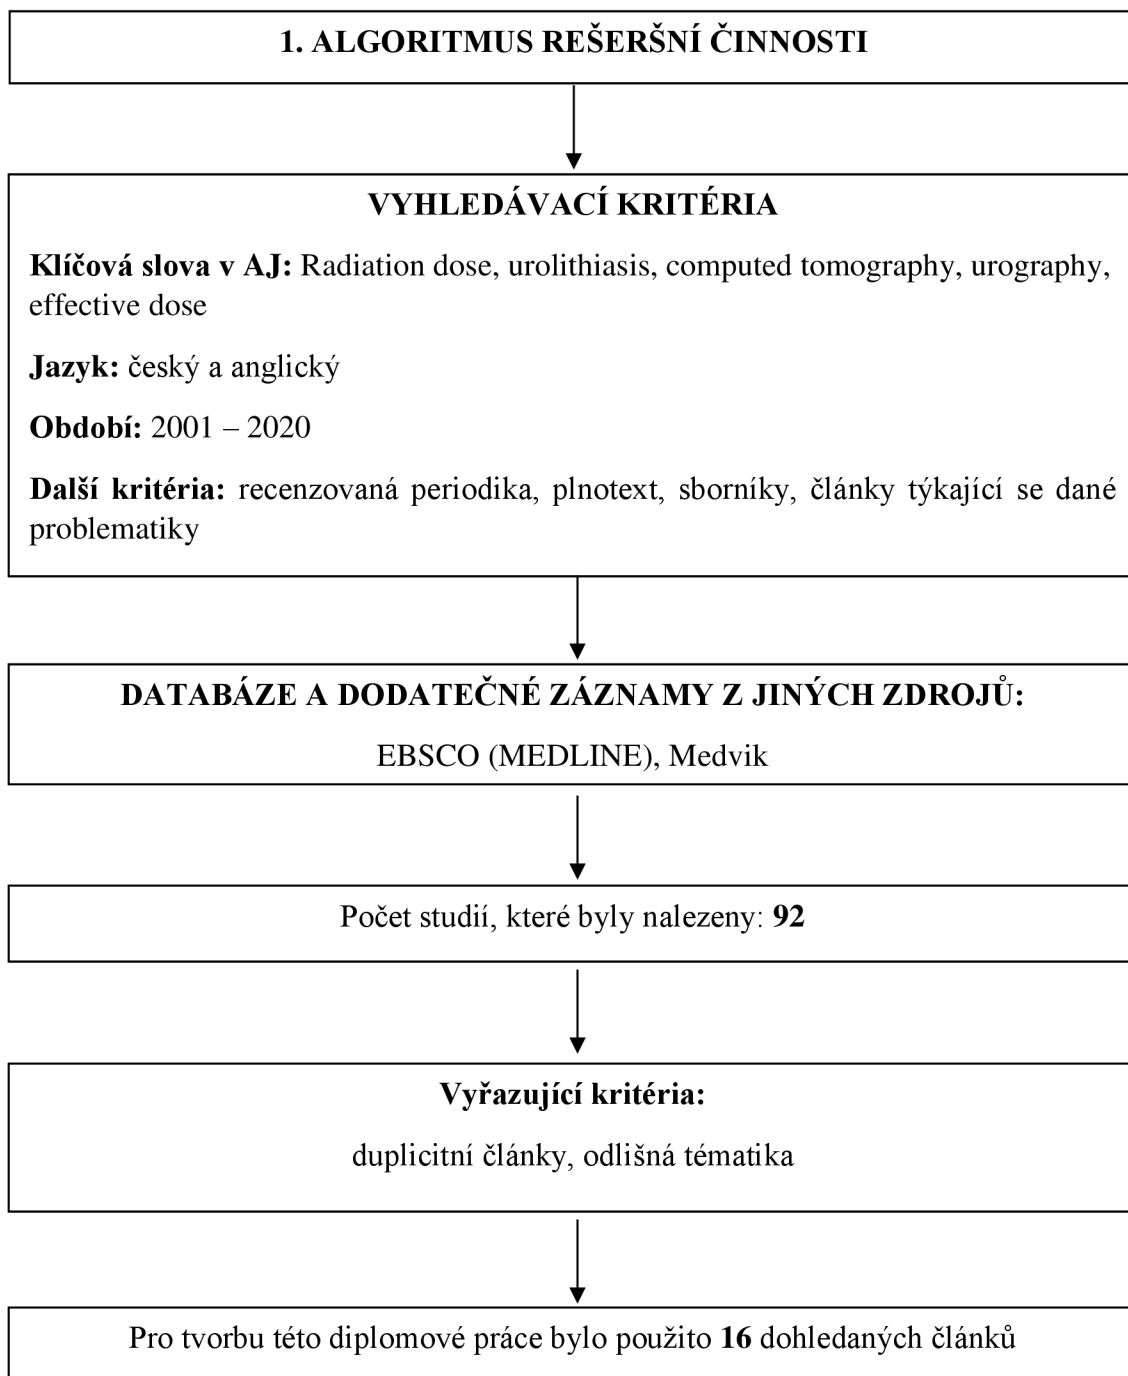 1. ALGORITMUS REŠERŠNÍ ČINNOSTI
VYHLEDÁVACÍ KRITÉRIA
Klíčová slova v AJ: Radiation dose, urolithiasis, computed tomography, urography,
effective dose
Jazyk: český a anglický
Období: 2001 – 2020
Další kritéria: recenzovaná periodika, plnotext, sborníky, články týkající se dané
problematiky
DATABÁZE A DODATEČNÉ ZÁZNAMY Z JINÝCH ZDROJŮ:
EBSCO (MEDLINE), Medvik
Počet studií, které byly nalezeny: 92
Vyřazující kritéria:
duplicitní články, odlišná tématika
Pro tvorbu této diplomové práce bylo použito 16 dohledaných článků